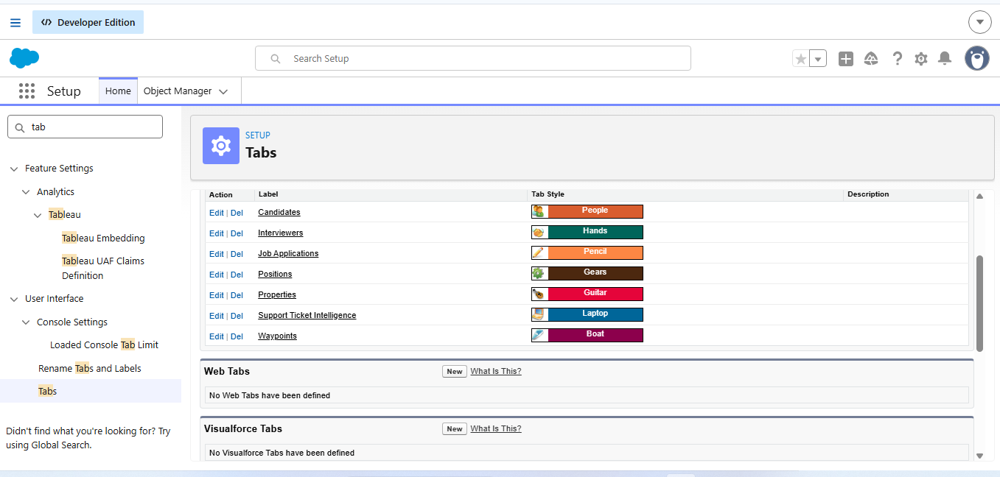 Developer Edition
Search Setup
Setup
Home
Object Manager
tab
Feature Settings
Analytics
Tableau
Tableau Embedding
Tableau UAF Claims
Definition
User Interface
Console Settings
Loaded Console Tab Limit
Rename Tabs and Labels
Tabs
Didn't find what you're looking for? Try
using Global Search.
SETUP
Tabs
Action Label Tab Style Description
Edit | Del Candidates People
Edit | Del Interviewers Hands
Edit | Del Job Applications Pencil
Edit | Del Positions Gears
Edit | Del Properties Guitar
Edit | Del Support Ticket Intelligence Laptop
Edit | Del Waypoints Boat
Web Tabs New What Is This?
No Web Tabs have been defined
Visualforce Tabs New What Is This?
No Visualforce Tabs have been defined